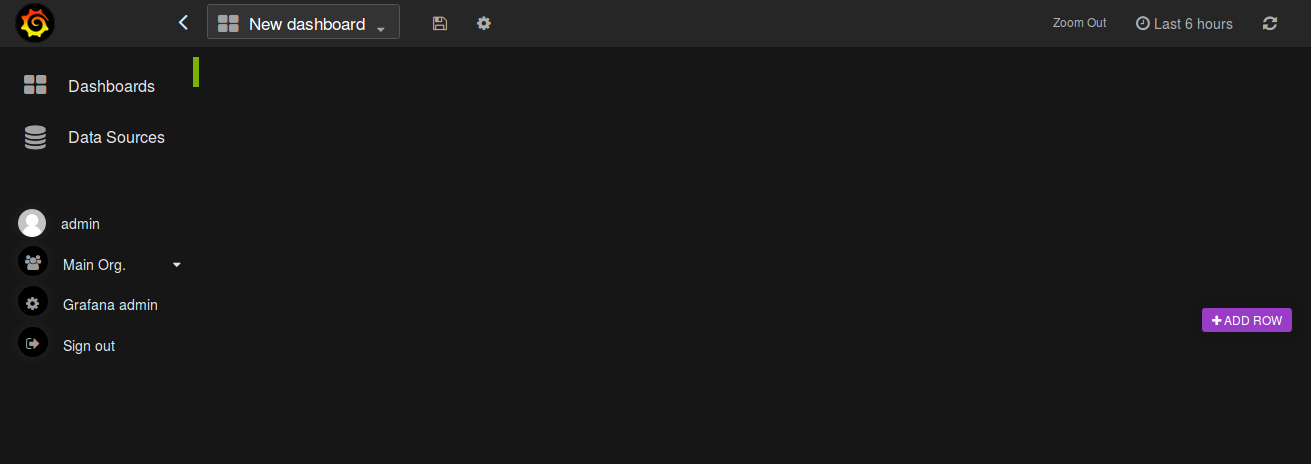 New dashboard
Zoom Out
Last 6 hours
Dashboards
Data Sources
admin
Main Org.
Grafana admin
ADD ROW
Sign out